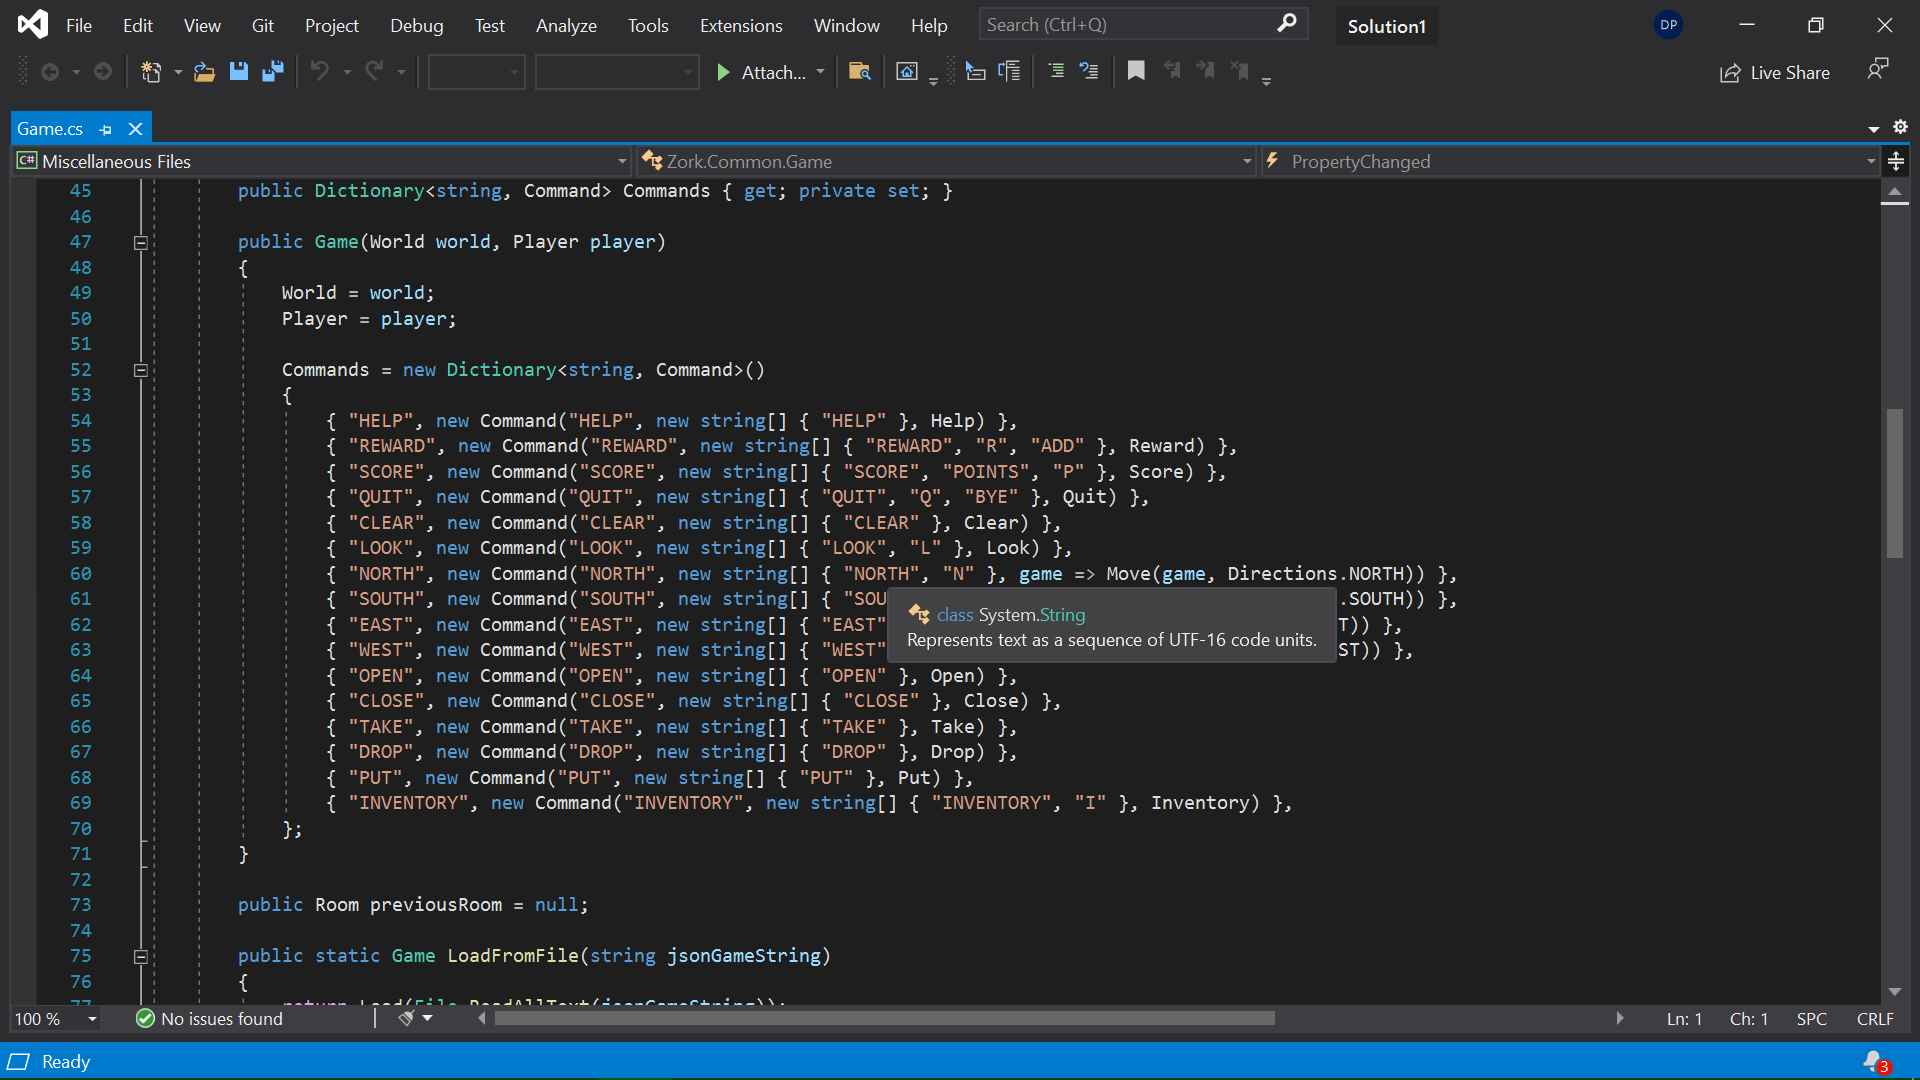 File Edit View Git Project Debug Test Analyze Tools Extensions Window Help Search (Ctrl+Q) Solution1 DP
Attach... Live Share
Game.cs
C# Miscellaneous Files Zork.Common.Game PropertyChanged
45 public Dictionary<string, Command> Commands { get; private set; }
46
47 public Game(World world, Player player)
48 {
49 World = world;
50 Player = player;
51
52 Commands = new Dictionary<string, Command>()
53 {
54 { "HELP", new Command("HELP", new string[] { "HELP" }, Help) },
55 { "REWARD", new Command("REWARD", new string[] { "REWARD", "R", "ADD" }, Reward) },
56 { "SCORE", new Command("SCORE", new string[] { "SCORE", "POINTS", "P" }, Score) },
57 { "QUIT", new Command("QUIT", new string[] { "QUIT", "Q", "BYE" }, Quit) },
58 { "CLEAR", new Command("CLEAR", new string[] { "CLEAR" }, Clear) },
59 { "LOOK", new Command("LOOK", new string[] { "LOOK", "L" }, Look) },
60 { "NORTH", new Command("NORTH", new string[] { "NORTH", "N" }, game => Move(game, Directions.NORTH)) },
61 { "SOUTH", new Command("SOUTH", new string[] { "SOU .SOUTH)) },
class System.String
62 { "EAST", new Command("EAST", new string[] { "EAST" T)) },
Represents text as a sequence of UTF-16 code units.
63 { "WEST", new Command("WEST", new string[] { "WEST" ST)) },
64 { "OPEN", new Command("OPEN", new string[] { "OPEN" }, Open) },
65 { "CLOSE", new Command("CLOSE", new string[] { "CLOSE" }, Close) },
66 { "TAKE", new Command("TAKE", new string[] { "TAKE" }, Take) },
67 { "DROP", new Command("DROP", new string[] { "DROP" }, Drop) },
68 { "PUT", new Command("PUT", new string[] { "PUT" }, Put) },
69 { "INVENTORY", new Command("INVENTORY", new string[] { "INVENTORY", "I" }, Inventory) },
70 };
71 }
72
73 public Room previousRoom = null;
74
75 public static Game LoadFromFile(string jsonGameString)
76 {
77 return Load(File.ReadAllText(jsonGameString));
100 % No issues found Ln: 1 Ch: 1 SPC CRLF
Ready 3